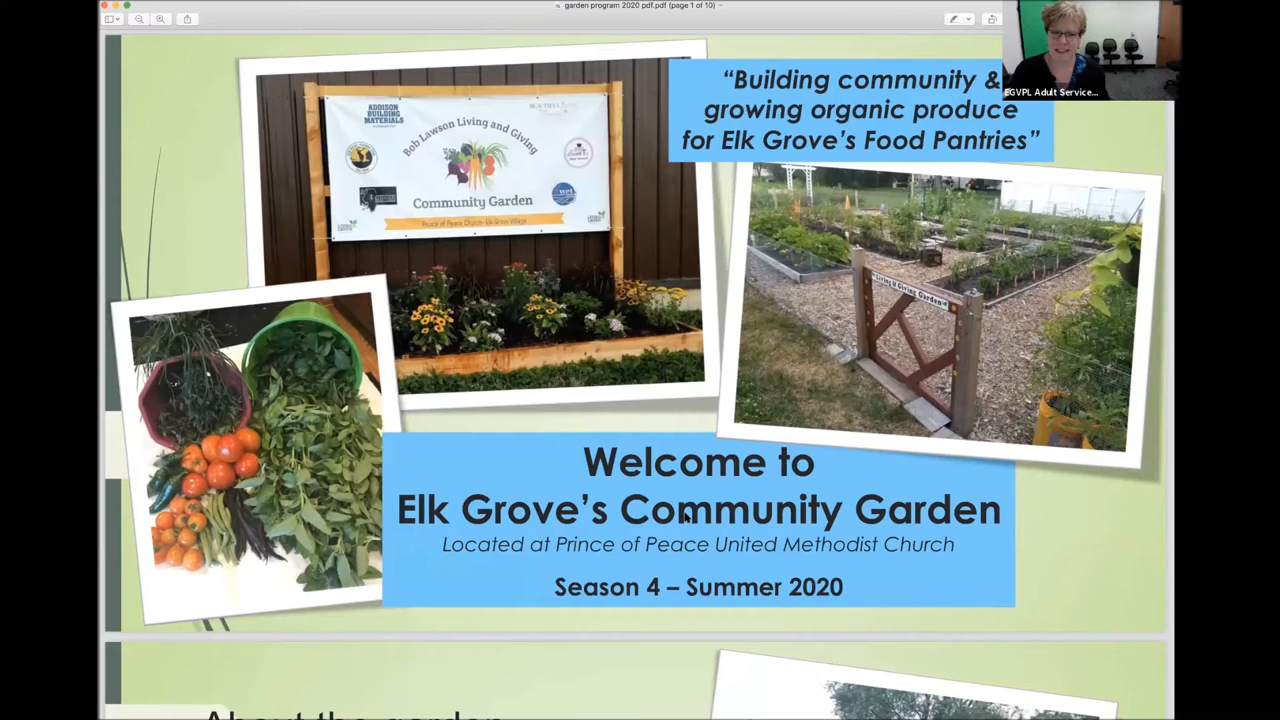 garden program 2020 pdf.pdf (page 1 of 10)
EGVPL Adult Service...
“Building community &
growing organic produce
for Elk Grove’s Food Pantries”
ADDISON
BUILDING
MATERIALS
Bob Lawson Living and Giving
Community Garden
Prince of Peace Church- Elk Grove Village
Living & Giving Garden
Welcome to
Elk Grove’s Community Garden
Located at Prince of Peace United Methodist Church
Season 4 – Summer 2020
About the garden